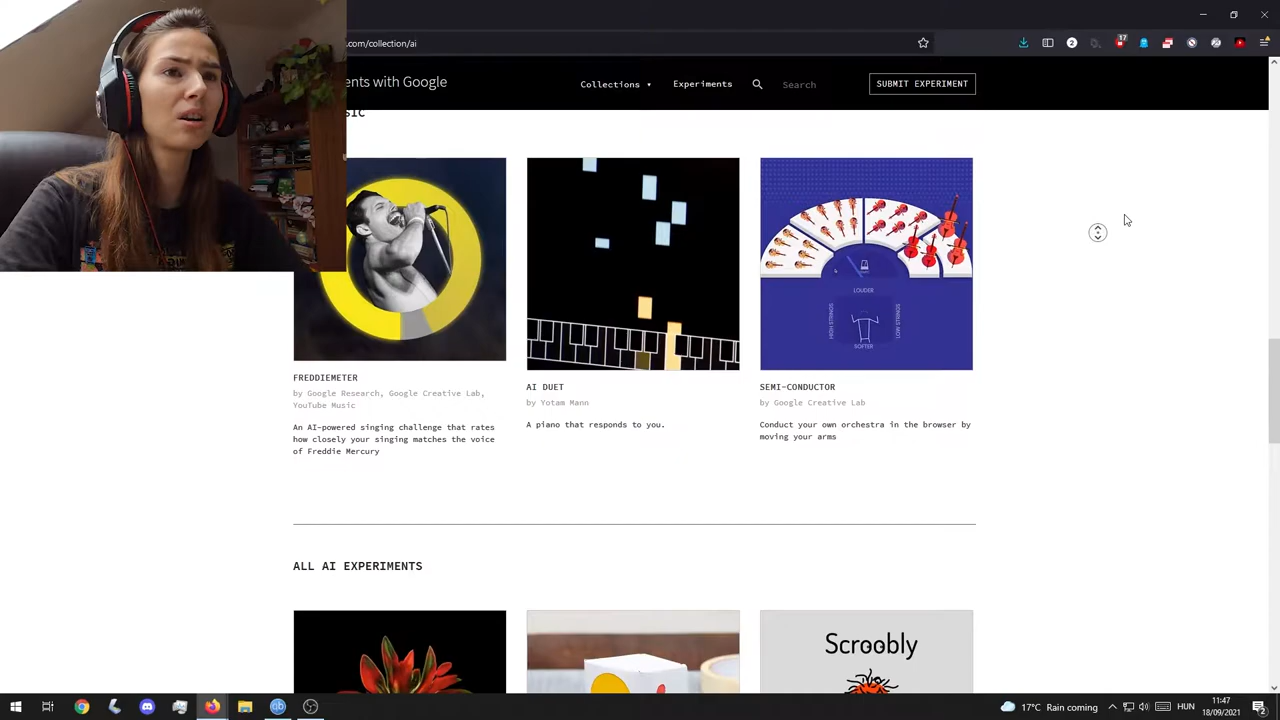 .com/collection/ai
2
17
ents with Google
Collections ▾
Experiments
Search
SUBMIT EXPERIMENT
SIC
LOUDER
SOFTER
FREDDIEMETER
by Google Research, Google Creative Lab,
YouTube Music
An AI-powered singing challenge that rates
how closely your singing matches the voice
of Freddie Mercury
AI DUET
by Yotam Mann
A piano that responds to you.
SEMI-CONDUCTOR
by Google Creative Lab
Conduct your own orchestra in the browser by
moving your arms
ALL AI EXPERIMENTS
Scroobly
17°C Rain coming
HUN
11:47
18/09/2021
2